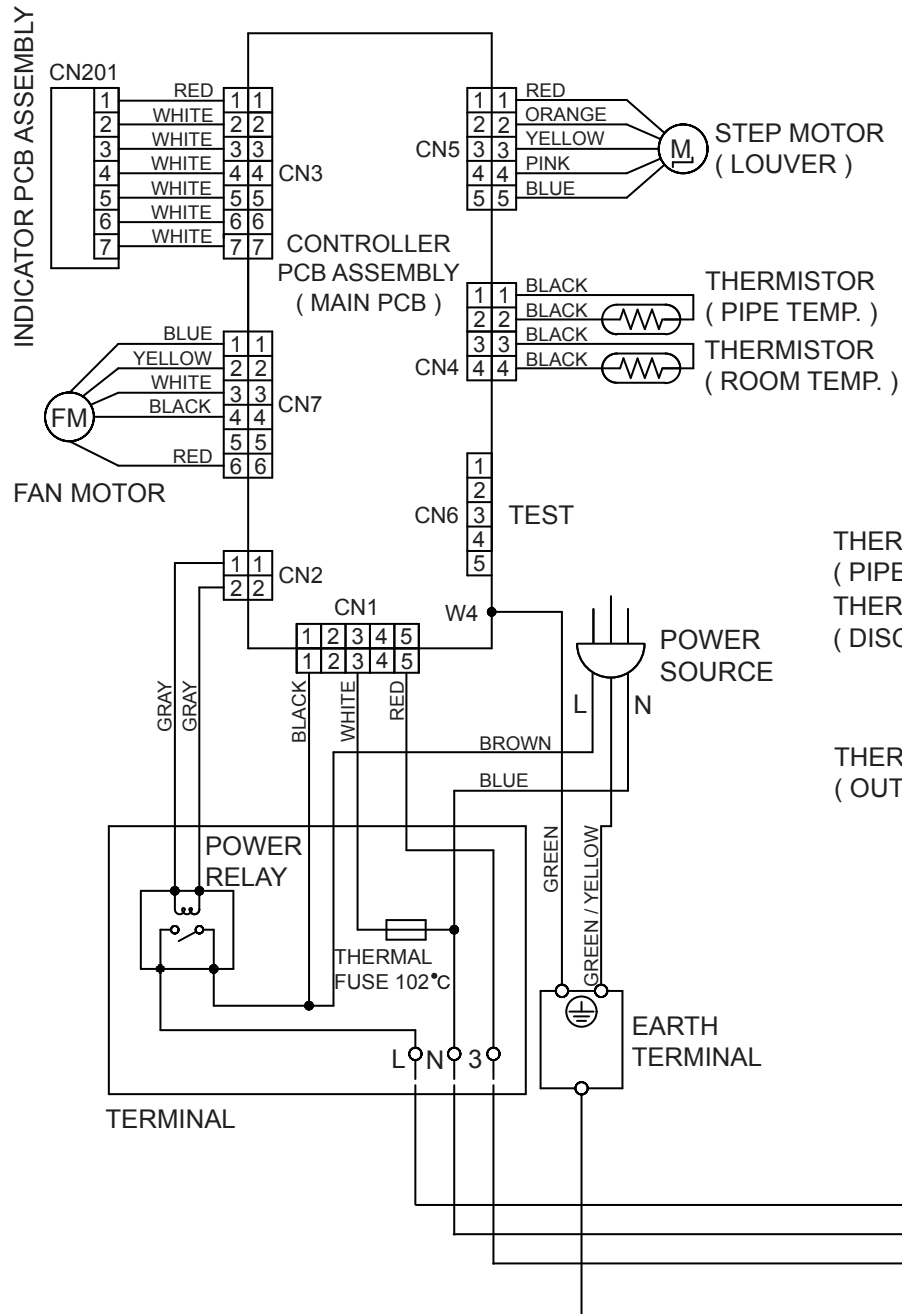 INDICATOR PCB ASSEMBLY
CN201
1
2
3
4
5
6
7
RED
WHITE
WHITE
WHITE
WHITE
WHITE
WHITE
1 1
2 2
3 3
4 4
5 5
6 6
7 7
CN3
CONTROLLER
PCB ASSEMBLY
( MAIN PCB )
CN5
1 1
2 2
3 3
4 4
5 5
RED
ORANGE
YELLOW
PINK
BLUE
M
STEP MOTOR
( LOUVER )
CN4
1 1
2 2
3 3
4 4
BLACK
BLACK
BLACK
BLACK
THERMISTOR
( PIPE TEMP. )
THERMISTOR
( ROOM TEMP. )
BLUE
YELLOW
WHITE
BLACK
RED
FM
FAN MOTOR
1 1
2 2
3 3
4 4
5 5
6 6
CN7
CN6
1
2
3
4
5
TEST
1 1
2 2
CN2
CN1
1 2 3 4 5
1 2 3 4 5
W4
POWER
SOURCE
L
N
THER
( PIPE
THER
( DISC
THER
( OUT
GRAY
GRAY
BLACK
WHITE
RED
BROWN
BLUE
GREEN
GREEN / YELLOW
POWER
RELAY
THERMAL
FUSE 102°C
L N 3
TERMINAL
EARTH
TERMINAL